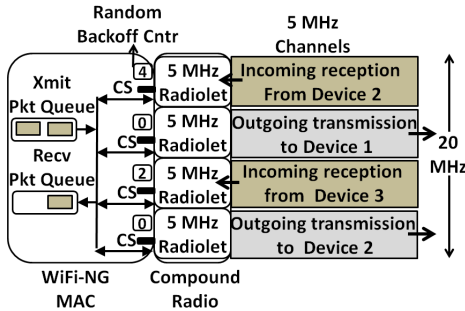 Random
Backoff Cntr
5 MHz
Channels
Xmit
Pkt Queue
Recv
Pkt Queue
4
CS
5 MHz
Radiolet
Incoming reception
From Device 2
0
CS
5 MHz
Radiolet
Outgoing transmission
to Device 1
2
CS
5 MHz
Radiolet
Incoming reception
from Device 3
0
CS
5 MHz
Radiolet
Outgoing transmission
to Device 2
20
MHz
WiFi-NG
MAC
Compound
Radio